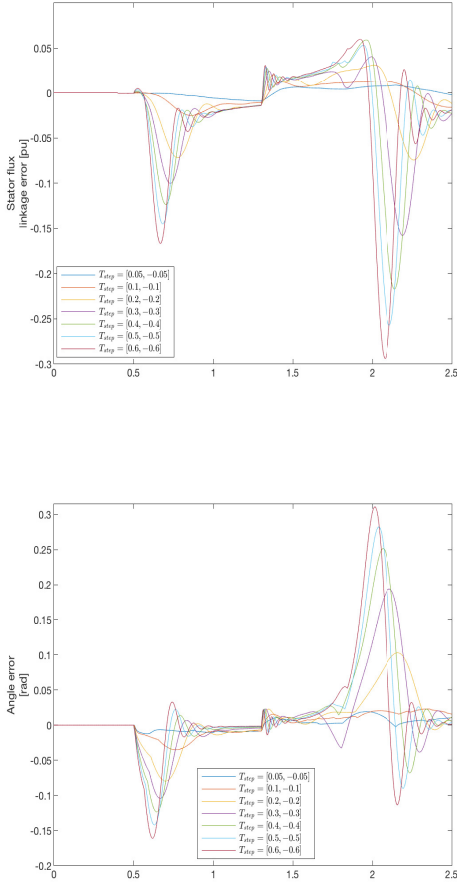 0.05
0
-0.05
-0.1
-0.15
-0.2
-0.25
-0.3
Stator flux
linkage error [pu]
T_step = [0.05, −0.05]
T_step = [0.1, −0.1]
T_step = [0.2, −0.2]
T_step = [0.3, −0.3]
T_step = [0.4, −0.4]
T_step = [0.5, −0.5]
T_step = [0.6, −0.6]
0 0.5 1 1.5 2 2.5
0.3
0.25
0.2
0.15
0.1
0.05
0
-0.05
-0.1
-0.15
-0.2
Angle error
[rad]
T_step = [0.05, −0.05]
T_step = [0.1, −0.1]
T_step = [0.2, −0.2]
T_step = [0.3, −0.3]
T_step = [0.4, −0.4]
T_step = [0.5, −0.5]
T_step = [0.6, −0.6]
0 0.5 1 1.5 2 2.5